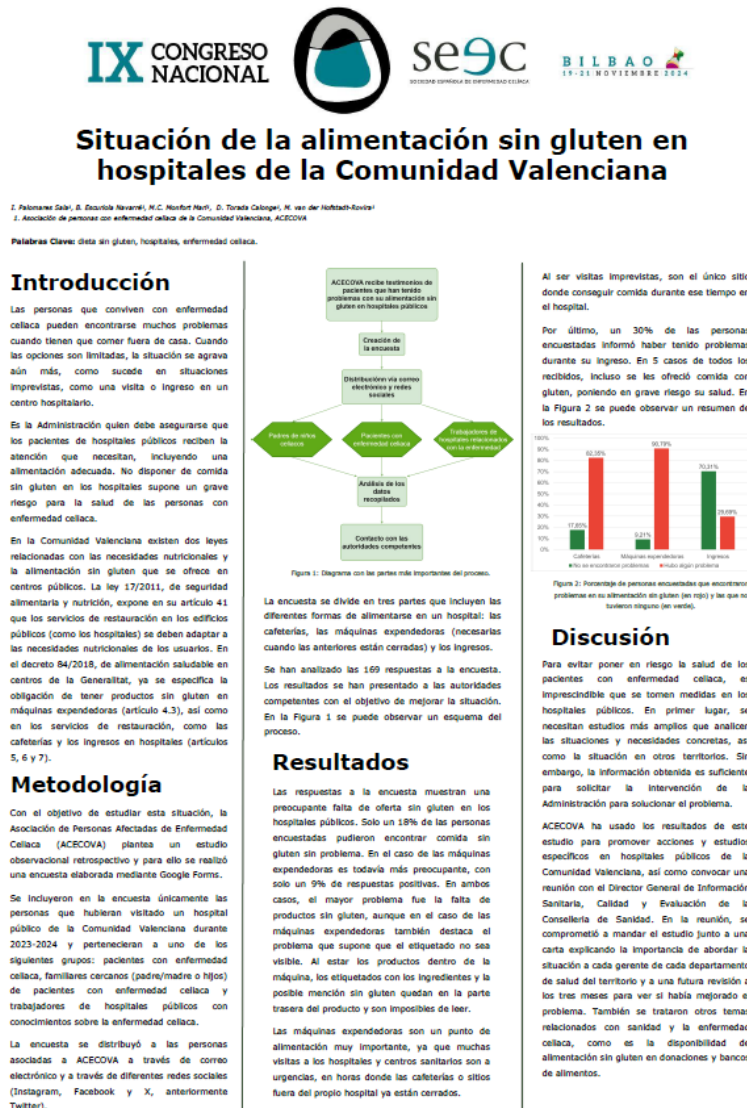 IX CONGRESO
NACIONAL
seec
SOCIEDAD ESPAÑOLA DE ENFERMEDAD CELÍACA
BILBAO
19-21 NOVIEMBRE 2024
Situación de la alimentación sin gluten en
hospitales de la Comunidad Valenciana
I. Palomares Sala¹, B. Escuriola Navarré¹, M.C. Monfort Marí¹, D. Torada Calonge¹, M. van der Hofstadt-Rovira¹
1. Asociación de personas con enfermedad celiaca de la Comunidad Valenciana, ACECOVA
Palabras Clave: dieta sin gluten, hospitales, enfermedad celiaca.
Introducción
Las personas que conviven con enfermedad
celiaca pueden encontrarse muchos problemas
cuando tienen que comer fuera de casa. Cuando
las opciones son limitadas, la situación se agrava
aún más, como sucede en situaciones
imprevistas, como una visita o ingreso en un
centro hospitalario.
Es la Administración quien debe asegurarse que
los pacientes de hospitales públicos reciben la
atención que necesitan, incluyendo una
alimentación adecuada. No disponer de comida
sin gluten en los hospitales supone un grave
riesgo para la salud de las personas con
enfermedad celiaca.
En la Comunidad Valenciana existen dos leyes
relacionadas con las necesidades nutricionales y
la alimentación sin gluten que se ofrece en
centros públicos. La ley 17/2011, de seguridad
alimentaria y nutrición, expone en su artículo 41
que los servicios de restauración en los edificios
públicos (como los hospitales) se deben adaptar a
las necesidades nutricionales de los usuarios. En
el decreto 84/2018, de alimentación saludable en
centros de la Generalitat, ya se especifica la
obligación de tener productos sin gluten en
máquinas expendedoras (artículo 4.3), así como
en los servicios de restauración, como las
cafeterías y los ingresos en hospitales (artículos
5, 6 y 7).
Metodología
Con el objetivo de estudiar esta situación, la
Asociación de Personas Afectadas de Enfermedad
Celiaca (ACECOVA) plantea un estudio
observacional retrospectivo y para ello se realizó
una encuesta elaborada mediante Google Forms.
Se incluyeron en la encuesta únicamente las
personas que hubieran visitado un hospital
público de la Comunidad Valenciana durante
2023-2024 y pertenecieran a uno de los
siguientes grupos: pacientes con enfermedad
celiaca, familiares cercanos (padre/madre o hijos)
de pacientes con enfermedad celiaca y
trabajadores de hospitales públicos con
conocimientos sobre la enfermedad celiaca.
La encuesta se distribuyó a las personas
asociadas a ACECOVA a través de correo
electrónico y a través de diferentes redes sociales
(Instagram, Facebook y X, anteriormente
Twitter).
ACECOVA recibe testimonios de
pacientes que han tenido
problemas con su alimentación sin
gluten en hospitales públicos
Creación de
la encuesta
Distribuciónn vía correo
electrónico y redes
sociales
Padres de niños
celiacos
Pacientes con
enfermedad celiaca
Trabajadores de
hospitales relacionados
con la enfermedad
Análisis de los
datos
recopilados
Contacto con las
autoridades competentes
Figura 1: Diagrama con las partes más importantes del proceso.
La encuesta se divide en tres partes que incluyen las
diferentes formas de alimentarse en un hospital: las
cafeterías, las máquinas expendedoras (necesarias
cuando las anteriores están cerradas) y los ingresos.
Se han analizado las 169 respuestas a la encuesta.
Los resultados se han presentado a las autoridades
competentes con el objetivo de mejorar la situación.
En la Figura 1 se puede observar un esquema del
proceso.
Resultados
Las respuestas a la encuesta muestran una
preocupante falta de oferta sin gluten en los
hospitales públicos. Solo un 18% de las personas
encuestadas pudieron encontrar comida sin
gluten sin problema. En el caso de las máquinas
expendedoras es todavía más preocupante, con
solo un 9% de respuestas positivas. En ambos
casos, el mayor problema fue la falta de
productos sin gluten, aunque en el caso de las
máquinas expendedoras también destaca el
problema que supone que el etiquetado no sea
visible. Al estar los productos dentro de la
máquina, los etiquetados con los ingredientes y la
posible mención sin gluten quedan en la parte
trasera del producto y son imposibles de leer.
Las máquinas expendedoras son un punto de
alimentación muy importante, ya que muchas
visitas a los hospitales y centros sanitarios son a
urgencias, en horas donde las cafeterías o sitios
fuera del propio hospital ya están cerrados.
Al ser visitas imprevistas, son el único sitio
donde conseguir comida durante ese tiempo en
el hospital.
Por último, un 30% de las personas
encuestadas informó haber tenido problemas
durante su ingreso. En 5 casos de todos los
recibidos, incluso se les ofreció comida con
gluten, poniendo en grave riesgo su salud. En
la Figura 2 se puede observar un resumen de
los resultados.
100%
90%
80%
70%
60%
50%
40%
30%
20%
10%
0%
17,65%
82,35%
9,21%
90,79%
70,31%
29,69%
Cafeterías
Máquinas expendedoras
Ingresos
No se encontraron problemas
Hubo algún problema
Figura 2: Porcentaje de personas encuestadas que encontraron
problemas en su alimentación sin gluten (en rojo) y las que no
tuvieron ninguno (en verde).
Discusión
Para evitar poner en riesgo la salud de los
pacientes con enfermedad celiaca, es
imprescindible que se tomen medidas en los
hospitales públicos. En primer lugar, se
necesitan estudios más amplios que analicen
las situaciones y necesidades concretas, as
como la situación en otros territorios. Sin
embargo, la información obtenida es suficiente
para solicitar la intervención de la
Administración para solucionar el problema.
ACECOVA ha usado los resultados de este
estudio para promover acciones y estudios
específicos en hospitales públicos de la
Comunidad Valenciana, así como convocar una
reunión con el Director General de Información
Sanitaria, Calidad y Evaluación de la
Conselleria de Sanidad. En la reunión, se
comprometió a mandar el estudio junto a una
carta explicando la importancia de abordar la
situación a cada gerente de cada departamento
de salud del territorio y a una futura revisión a
los tres meses para ver si había mejorado el
problema. También se trataron otros temas
relacionados con sanidad y la enfermedad
celiaca, como es la disponibilidad de
alimentación sin gluten en donaciones y bancos
de alimentos.